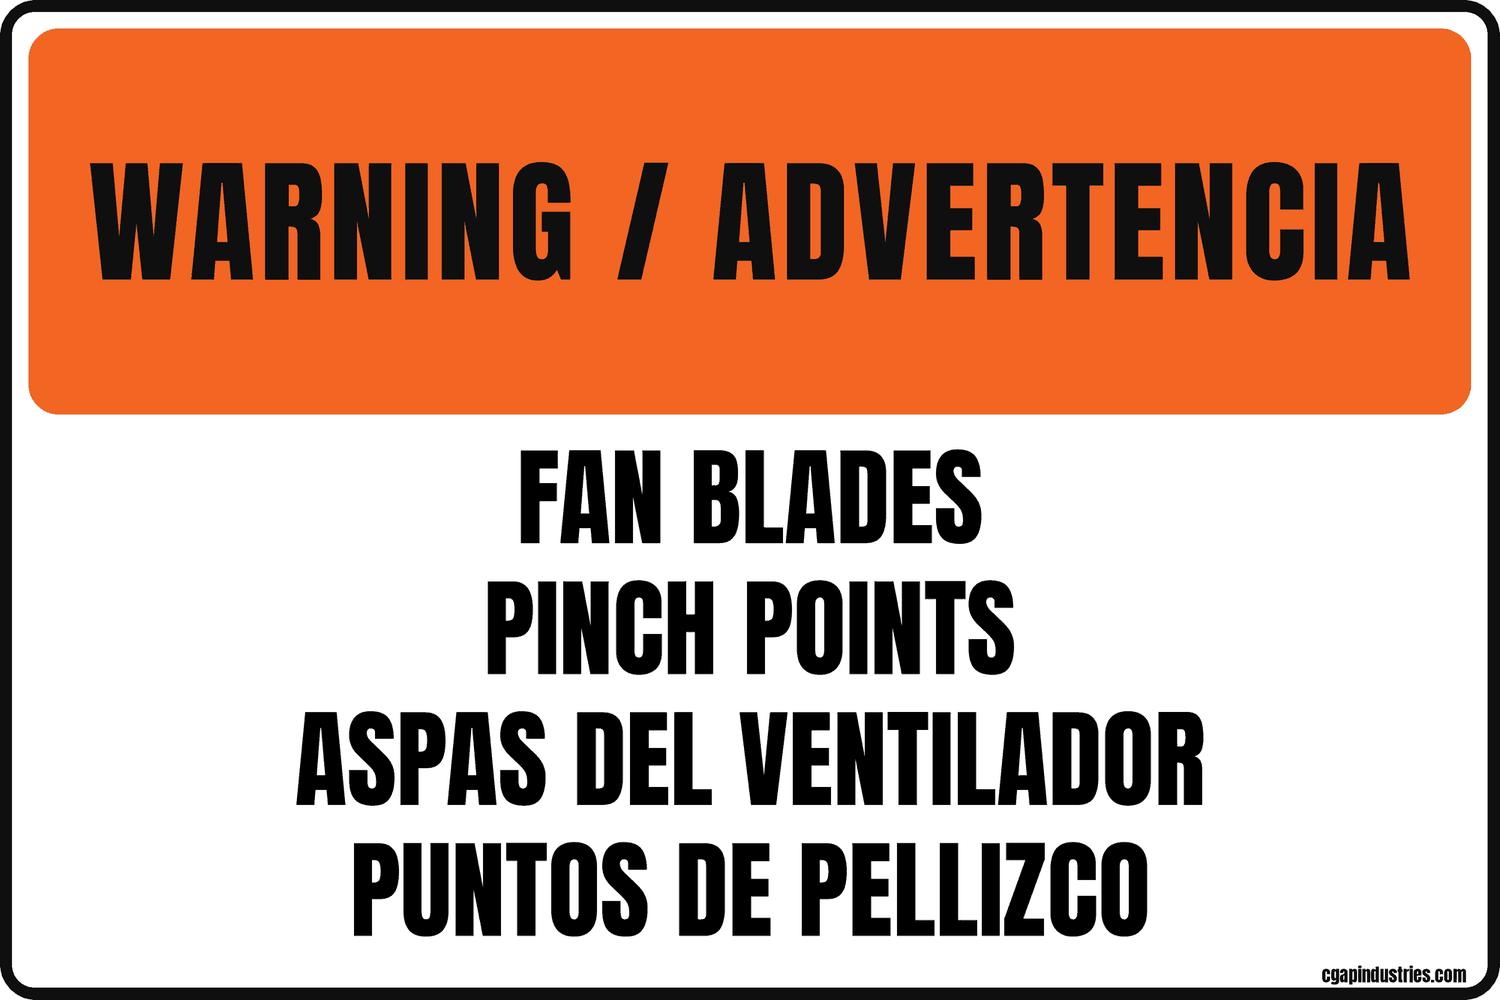 WARNING / ADVERTENCIA
FAN BLADES
PINCH POINTS
ASPAS DEL VENTILADOR
PUNTOS DE PELLIZCO
cgapindustries.com